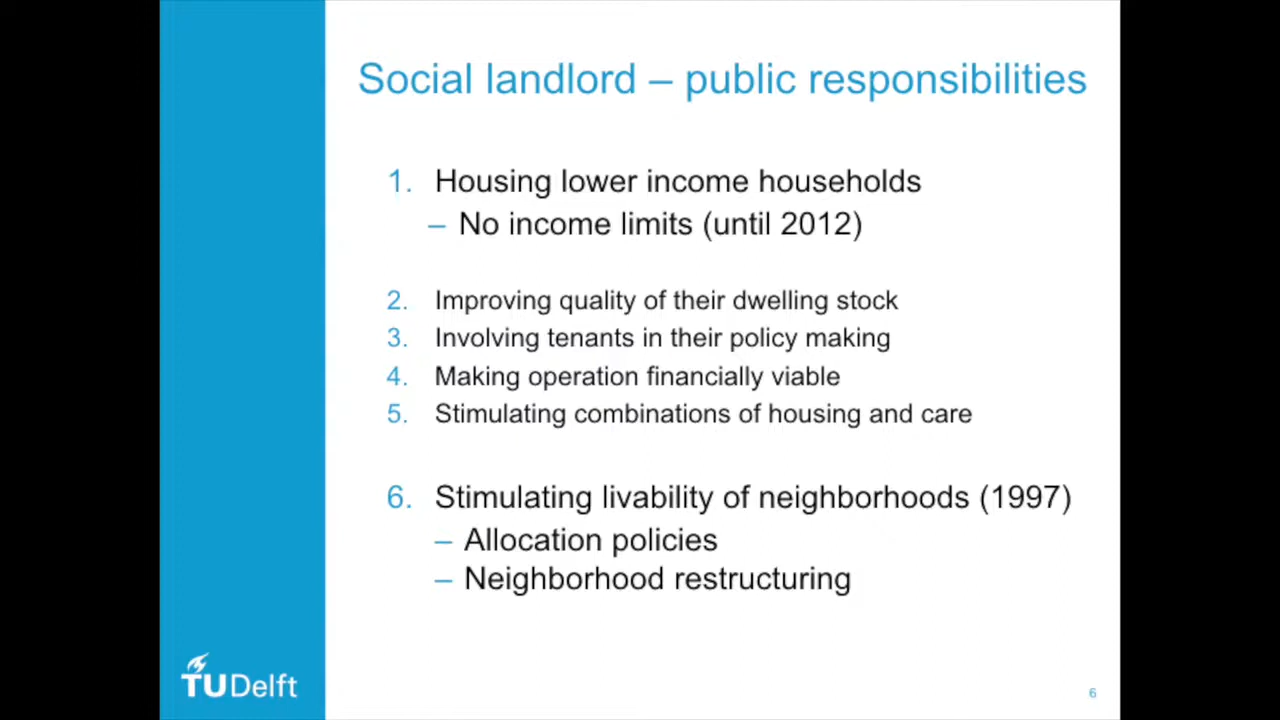 Social landlord – public responsibilities
1. Housing lower income households
– No income limits (until 2012)
2. Improving quality of their dwelling stock
3. Involving tenants in their policy making
4. Making operation financially viable
5. Stimulating combinations of housing and care
6. Stimulating livability of neighborhoods (1997)
– Allocation policies
– Neighborhood restructuring
TU Delft
6